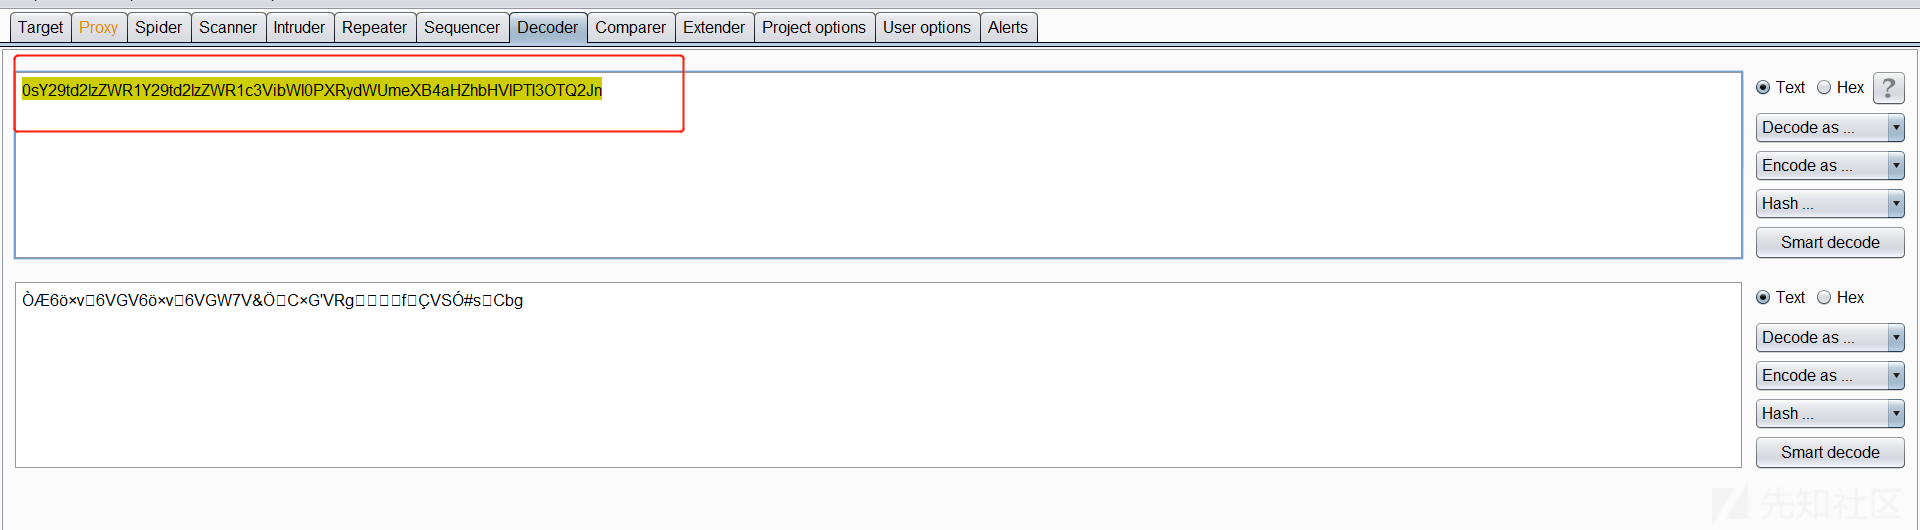 Target Proxy Spider Scanner Intruder Repeater Sequencer Decoder Comparer Extender Project options User options Alerts
0sY29td2lzZWR1Y29td2lzZWR1c3VibWl0PXRydWUmeXB4aHZhbHVlPTI3OTQ2Jn
Text Hex ?
Decode as ...
Encode as ...
Hash ...
Smart decode
ÒÆ6ö×v□6VGV6ö×v□6VGW7V&Ö□C×G'VRg□□□□f□ÇVSÓ#s□Cbg
Text Hex
Decode as ...
Encode as ...
Hash ...
Smart decode
先知社区